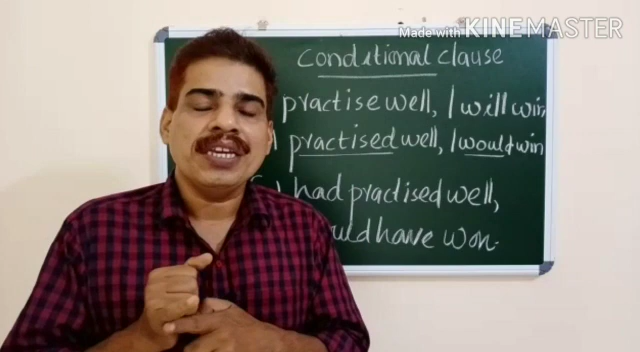 Made with KINEMASTER
conditional clause
practise well, I will win
practised well, I would win
I had practised well,
uld have won.